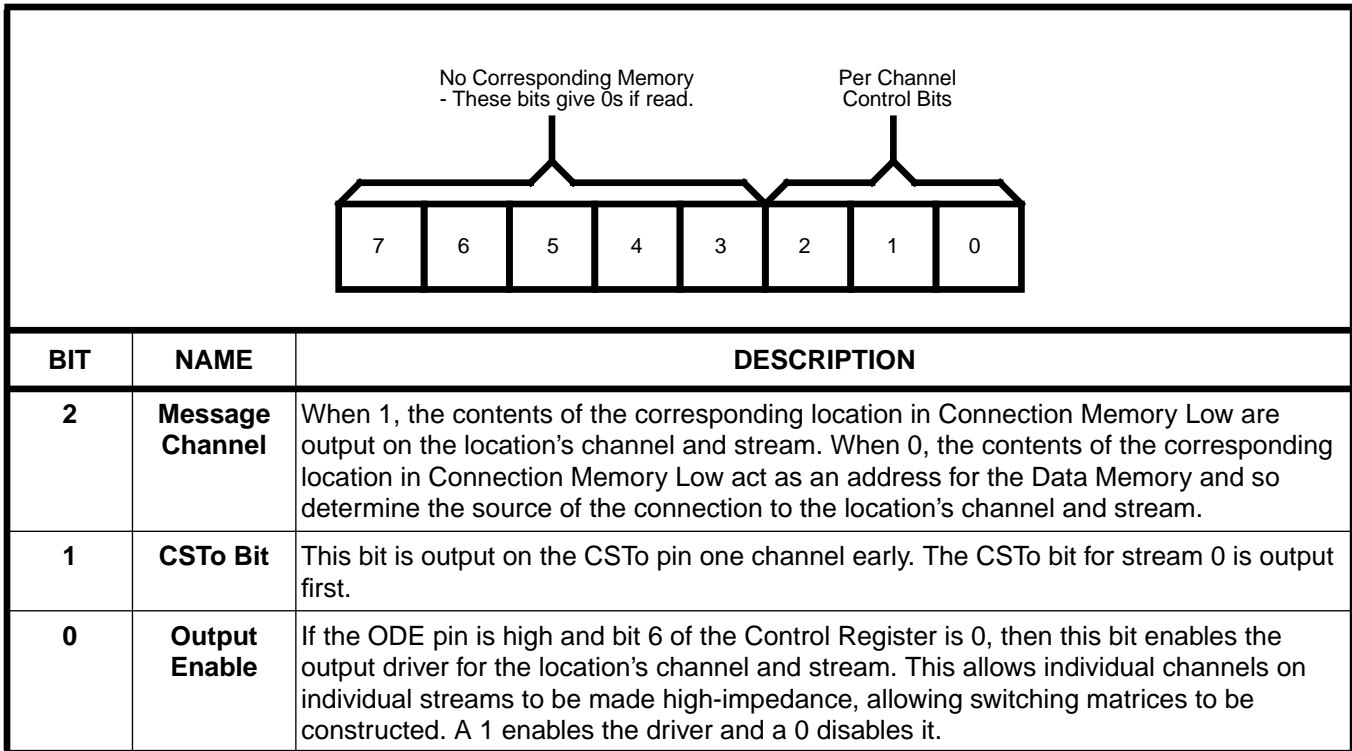 No Corresponding Memory
- These bits give 0s if read.
Per Channel
Control Bits
7 6 5 4 3 2 1 0
BIT NAME DESCRIPTION
2 Message Channel When 1, the contents of the corresponding location in Connection Memory Low are
output on the location's channel and stream. When 0, the contents of the corresponding
location in Connection Memory Low act as an address for the Data Memory and so
determine the source of the connection to the location's channel and stream.
1 CSTo Bit This bit is output on the CSTo pin one channel early. The CSTo bit for stream 0 is output
first.
0 Output Enable If the ODE pin is high and bit 6 of the Control Register is 0, then this bit enables the
output driver for the location's channel and stream. This allows individual channels on
individual streams to be made high-impedance, allowing switching matrices to be
constructed. A 1 enables the driver and a 0 disables it.